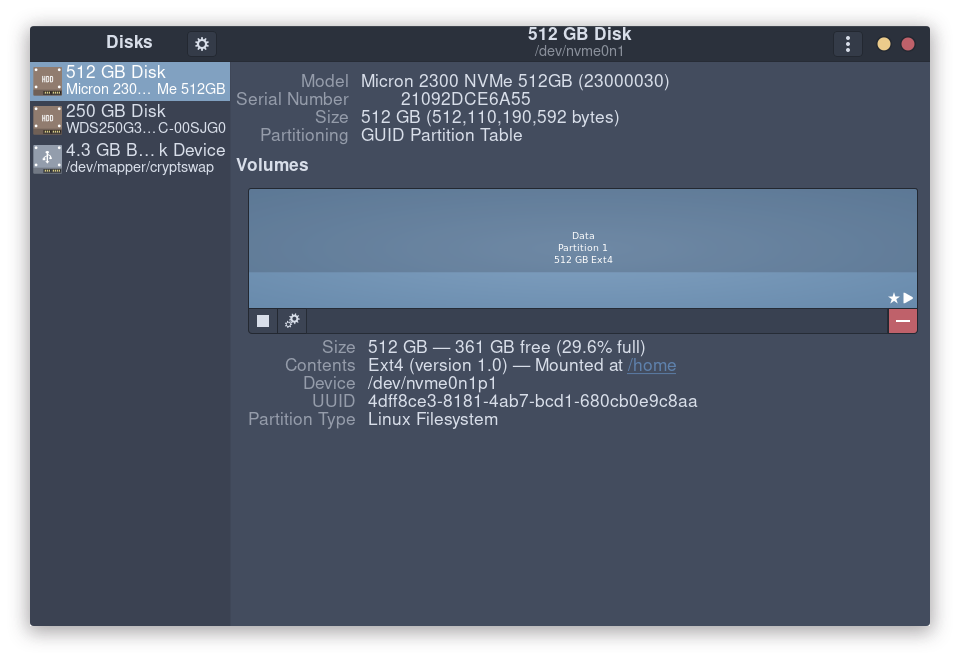 Disks
512 GB Disk
/dev/nvme0n1
HDD
512 GB Disk
Micron 230… Me 512GB
HDD
250 GB Disk
WDS250G3…C-00SJG0
4.3 GB B…k Device
/dev/mapper/cryptswap
Model Micron 2300 NVMe 512GB (23000030)
Serial Number 21092DCE6A55
Size 512 GB (512,110,190,592 bytes)
Partitioning GUID Partition Table
Volumes
Data
Partition 1
512 GB Ext4
Size 512 GB — 361 GB free (29.6% full)
Contents Ext4 (version 1.0) — Mounted at /home
Device /dev/nvme0n1p1
UUID 4dff8ce3-8181-4ab7-bcd1-680cb0e9c8aa
Partition Type Linux Filesystem